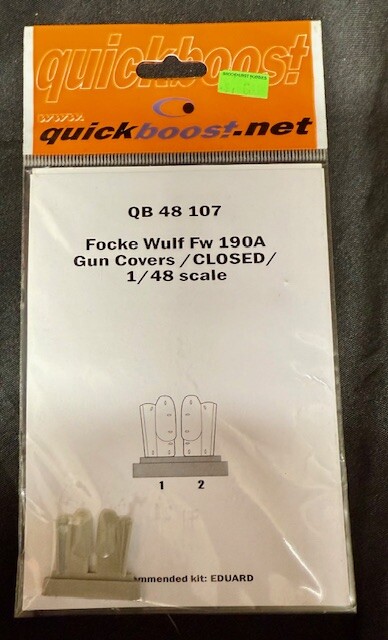 quickboost
www.
quickboost.net
QB 48 107
Focke Wulf Fw 190A
Gun Covers /CLOSED/
1/48 scale
1 2
mmended kit: EDUARD